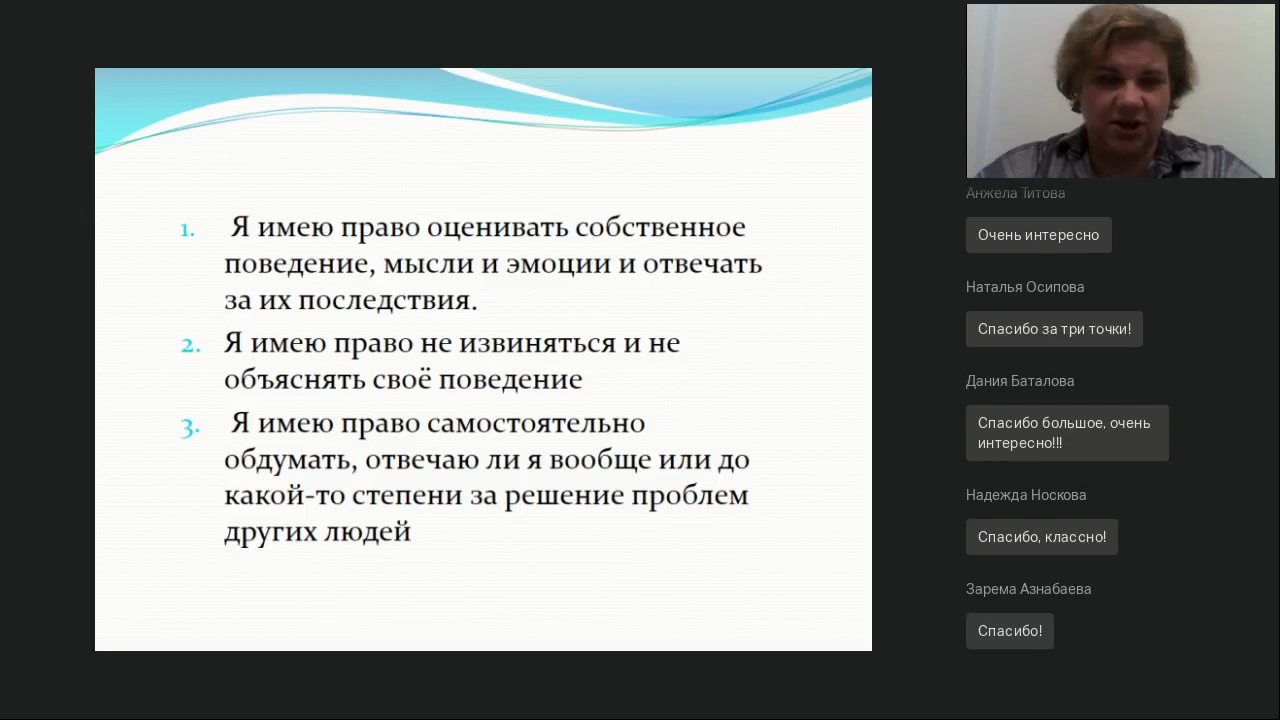 1. Я имею право оценивать собственное
поведение, мысли и эмоции и отвечать
за их последствия.
2. Я имею право не извиняться и не
объяснять своё поведение
3. Я имею право самостоятельно
обдумать, отвечаю ли я вообще или до
какой-то степени за решение проблем
других людей
Анжела Титова
Очень интересно
Наталья Осипова
Спасибо за три точки!
Дания Баталова
Спасибо большое, очень
интересно!!!
Надежда Носкова
Спасибо, классно!
Зарема Азнабаева
Спасибо!